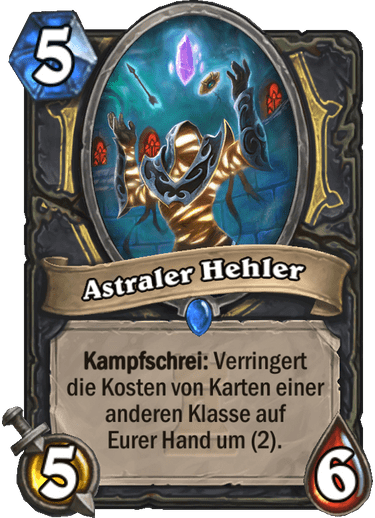 5
Astraler Hehler
Kampfschrei: Verringert
die Kosten von Karten einer
anderen Klasse auf
Eurer Hand um (2).
5
6